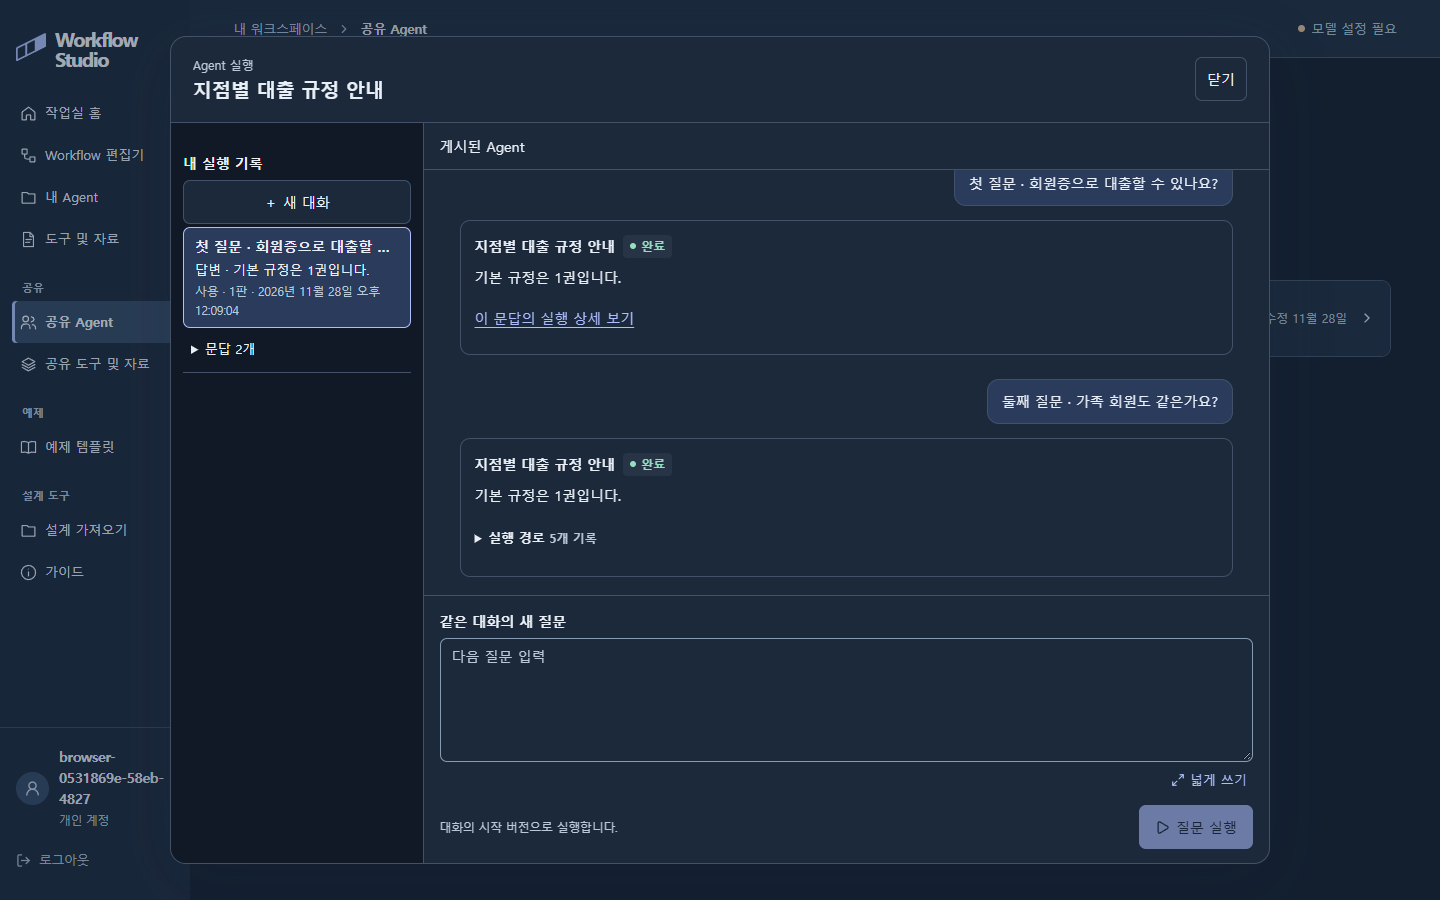 Workflow
Studio
작업실 홈
Workflow 편집기
내 Agent
도구 및 자료
공유
공유 Agent
공유 도구 및 자료
예제
예제 템플릿
설계 도구
설계 가져오기
가이드
browser-
0531869e-58eb-
4827
개인 계정
로그아웃
내 워크스페이스 > 공유 Agent
모델 설정 필요
수정 11월 28일
Agent 실행
지점별 대출 규정 안내
닫기
내 실행 기록
+ 새 대화
첫 질문 · 회원증으로 대출할 ...
답변 · 기본 규정은 1권입니다.
사용 · 1판 · 2026년 11월 28일 오후
12:09:04
문답 2개
게시된 Agent
첫 질문 · 회원증으로 대출할 수 있나요?
지점별 대출 규정 안내 완료
기본 규정은 1권입니다.
이 문답의 실행 상세 보기
둘째 질문 · 가족 회원도 같은가요?
지점별 대출 규정 안내 완료
기본 규정은 1권입니다.
실행 경로 5개 기록
같은 대화의 새 질문
다음 질문 입력
넓게 쓰기
대화의 시작 버전으로 실행합니다.
질문 실행